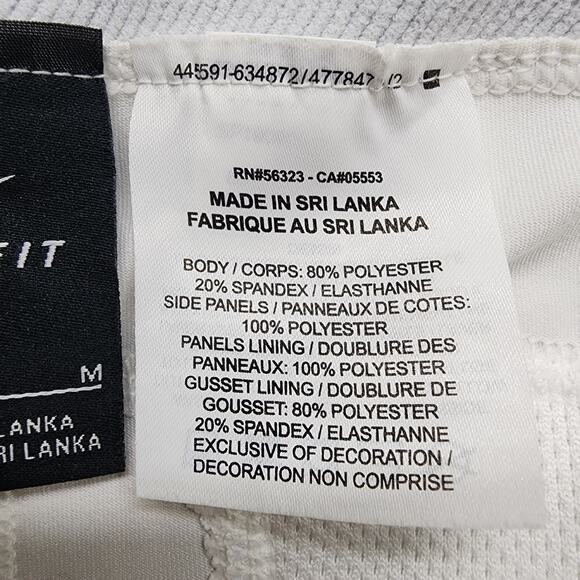 FIT
M
LANKA
RI LANKA
445591-634872/477847
RN#56323 - CA#05553
MADE IN SRI LANKA
FABRIQUE AU SRI LANKA
BODY / CORPS: 80% POLYESTER
20% SPANDEX / ELASTHANNE
SIDE PANELS / PANNEAUX DE COTES:
100% POLYESTER
PANELS LINING / DOUBLURE DES
PANNEAUX: 100% POLYESTER
GUSSET LINING / DOUBLURE DE
GOUSSET: 80% POLYESTER
20% SPANDEX / ELASTHANNE
EXCLUSIVE OF DECORATION /
DECORATION NON COMPRISE